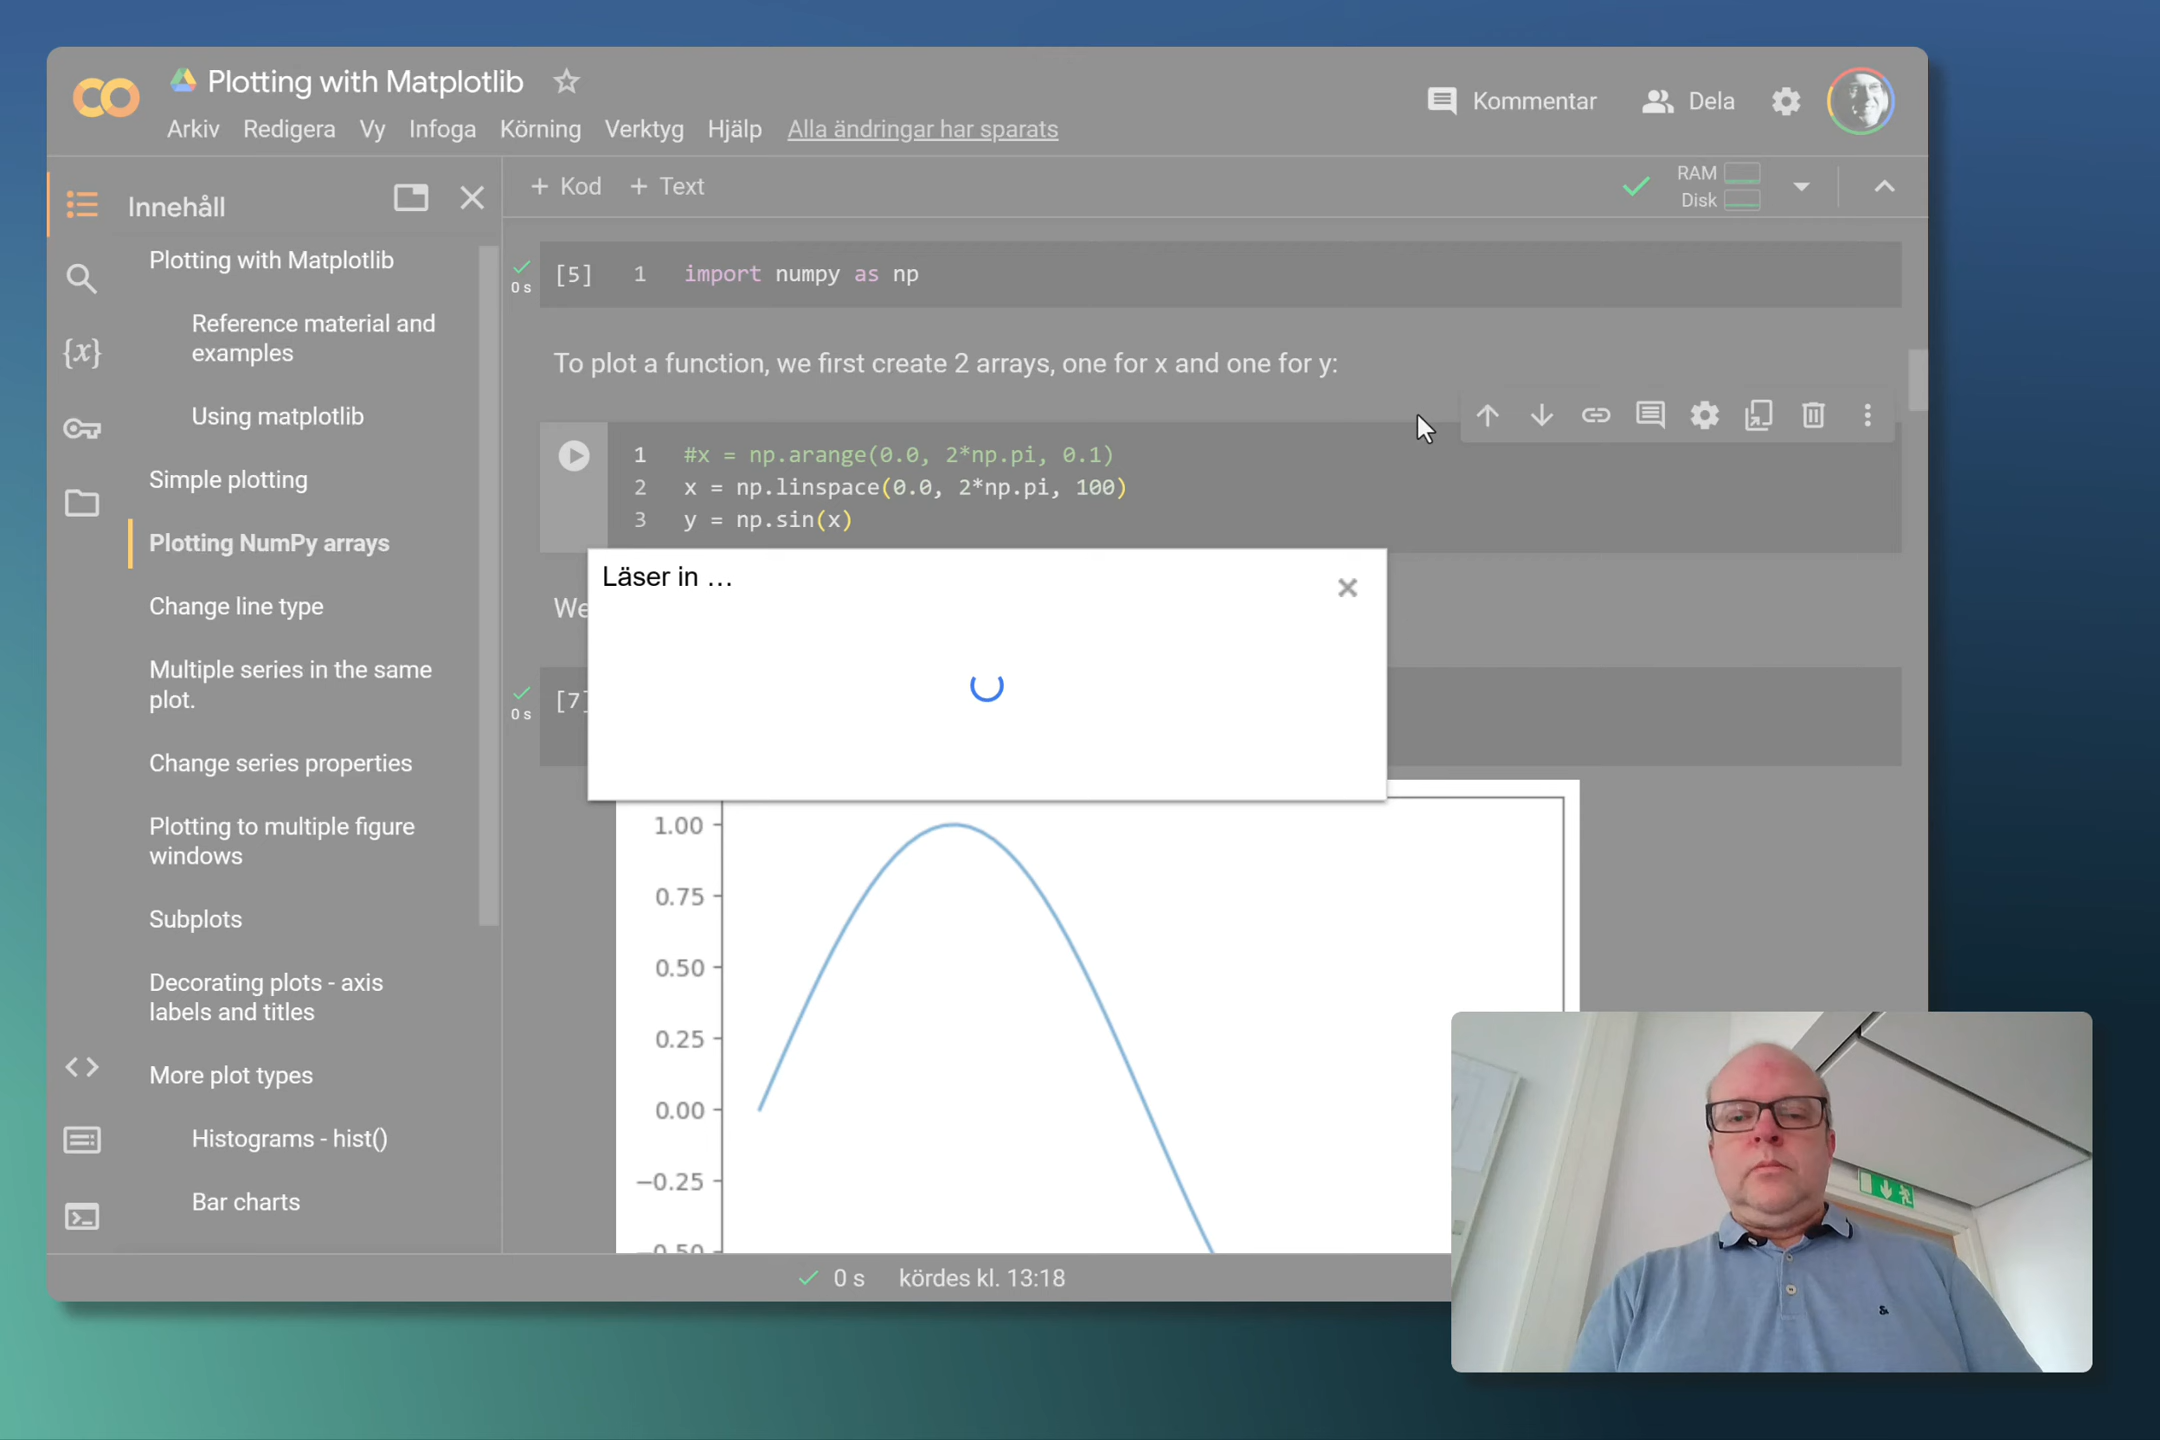 Plotting with Matplotlib
Kommentar
Dela
Arkiv Redigera Vy Infoga Körning Verktyg Hjälp Alla ändringar har sparats
Innehåll
+ Kod + Text
RAM
Disk
Plotting with Matplotlib
Reference material and
examples
Using matplotlib
Simple plotting
Plotting NumPy arrays
Change line type
Multiple series in the same
plot.
Change series properties
Plotting to multiple figure
windows
Subplots
Decorating plots - axis
labels and titles
More plot types
Histograms - hist()
Bar charts
0 s
[5] 1 import numpy as np
To plot a function, we first create 2 arrays, one for x and one for y:
1 #x = np.arange(0.0, 2*np.pi, 0.1)
2 x = np.linspace(0.0, 2*np.pi, 100)
3 y = np.sin(x)
Läser in …
We
0 s
[7]
1.00
0.75
0.50
0.25
0.00
−0.25
−0.50
0 s kördes kl. 13:18